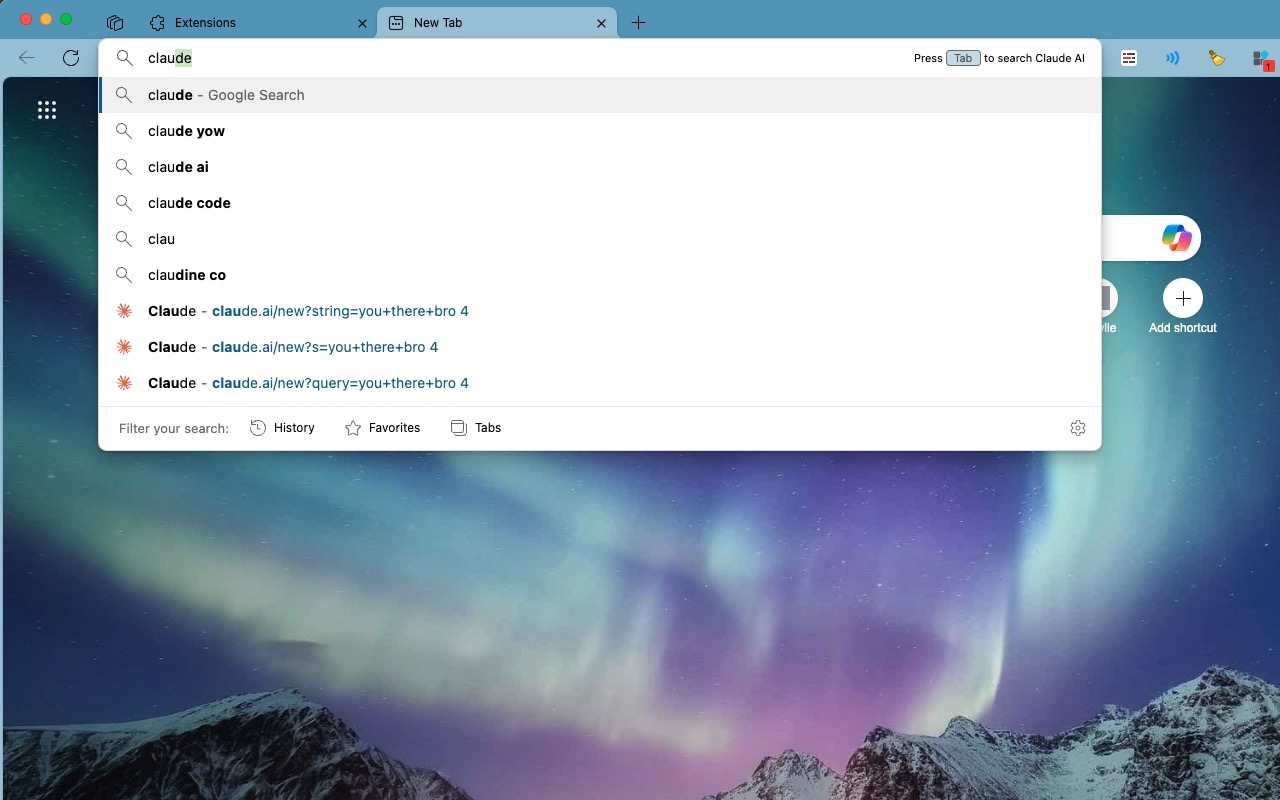 Extensions
New Tab
claude
Press Tab to search Claude AI
1
claude - Google Search
claude yow
claude ai
claude code
clau
claudine co
Claude - claude.ai/new?string=you+there+bro 4
Claude - claude.ai/new?s=you+there+bro 4
Claude - claude.ai/new?query=you+there+bro 4
Add shortcut
Filter your search:
History
Favorites
Tabs